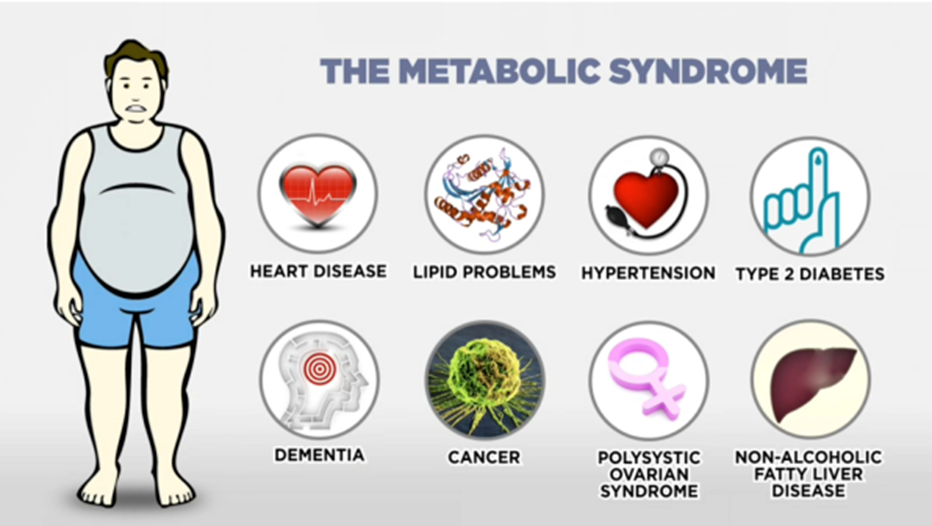 THE METABOLIC SYNDROME
HEART DISEASE
LIPID PROBLEMS
HYPERTENSION
TYPE 2 DIABETES
DEMENTIA
CANCER
POLYSYSTIC
OVARIAN
SYNDROME
NON-ALCOHOLIC
FATTY LIVER
DISEASE